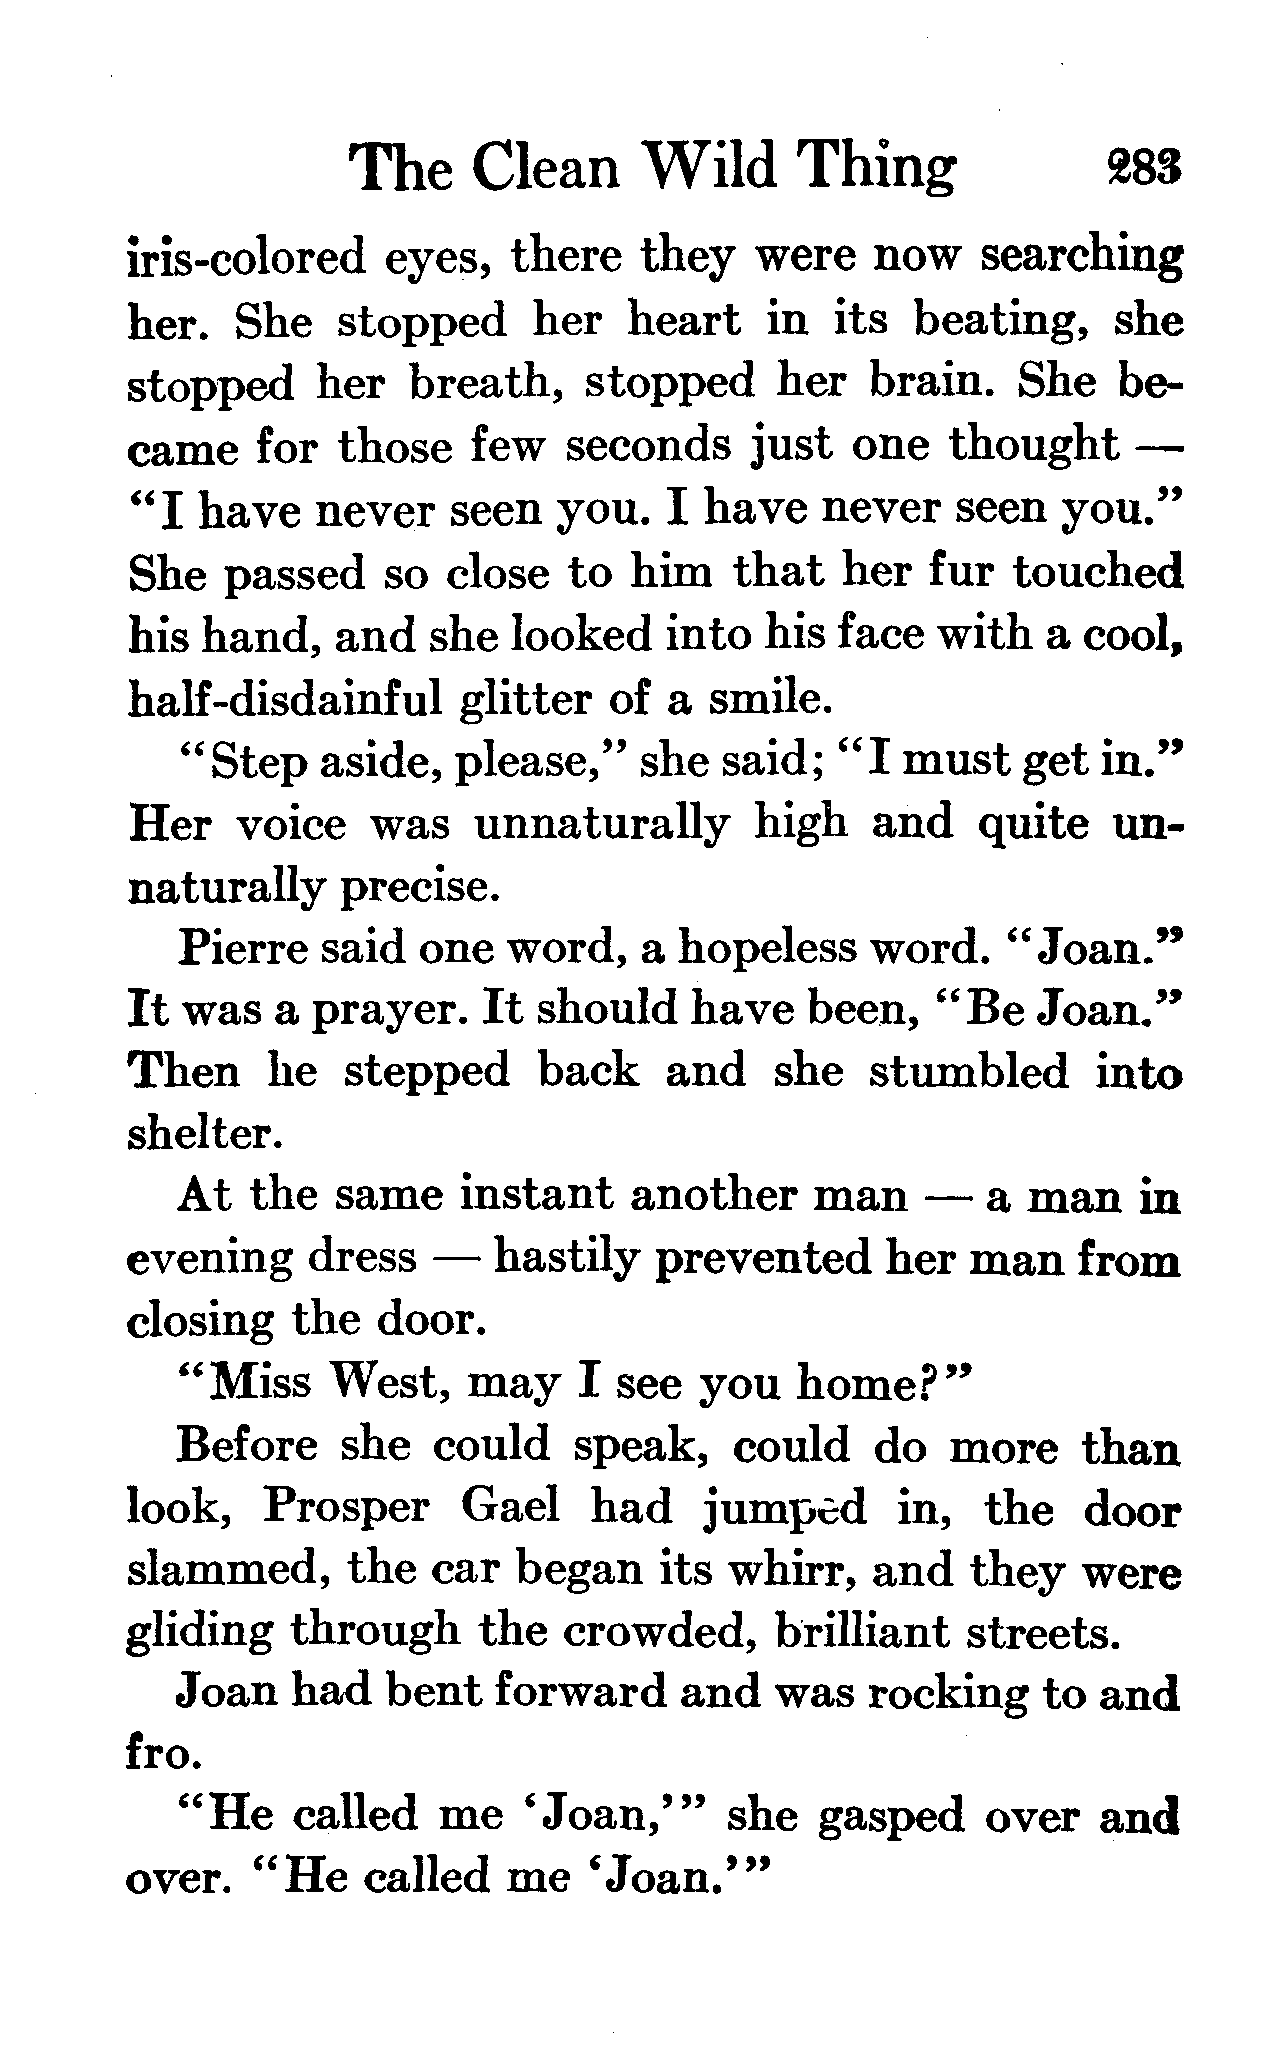 The Clean Wild Thing 283
iris-colored eyes, there they were now searching
her. She stopped her heart in its beating, she
stopped her breath, stopped her brain. She be-
came for those few seconds just one thought —
"I have never seen you. I have never seen you."
She passed so close to him that her fur touched
his hand, and she looked into his face with a cool,
half-disdainful glitter of a smile.
"Step aside, please," she said; "I must get in."
Her voice was unnaturally high and quite un-
naturally precise.
Pierre said one word, a hopeless word. "Joan."
It was a prayer. It should have been, "Be Joan."
Then he stepped back and she stumbled into
shelter.
At the same instant another man — a man in
evening dress — hastily prevented her man from
closing the door.
"Miss West, may I see you home?"
Before she could speak, could do more than
look, Prosper Gael had jumped in, the door
slammed, the car began its whirr, and they were
gliding through the crowded, brilliant streets.
Joan had bent forward and was rocking to and
fro.
"He called me 'Joan,'" she gasped over and
over. "He called me 'Joan.'"